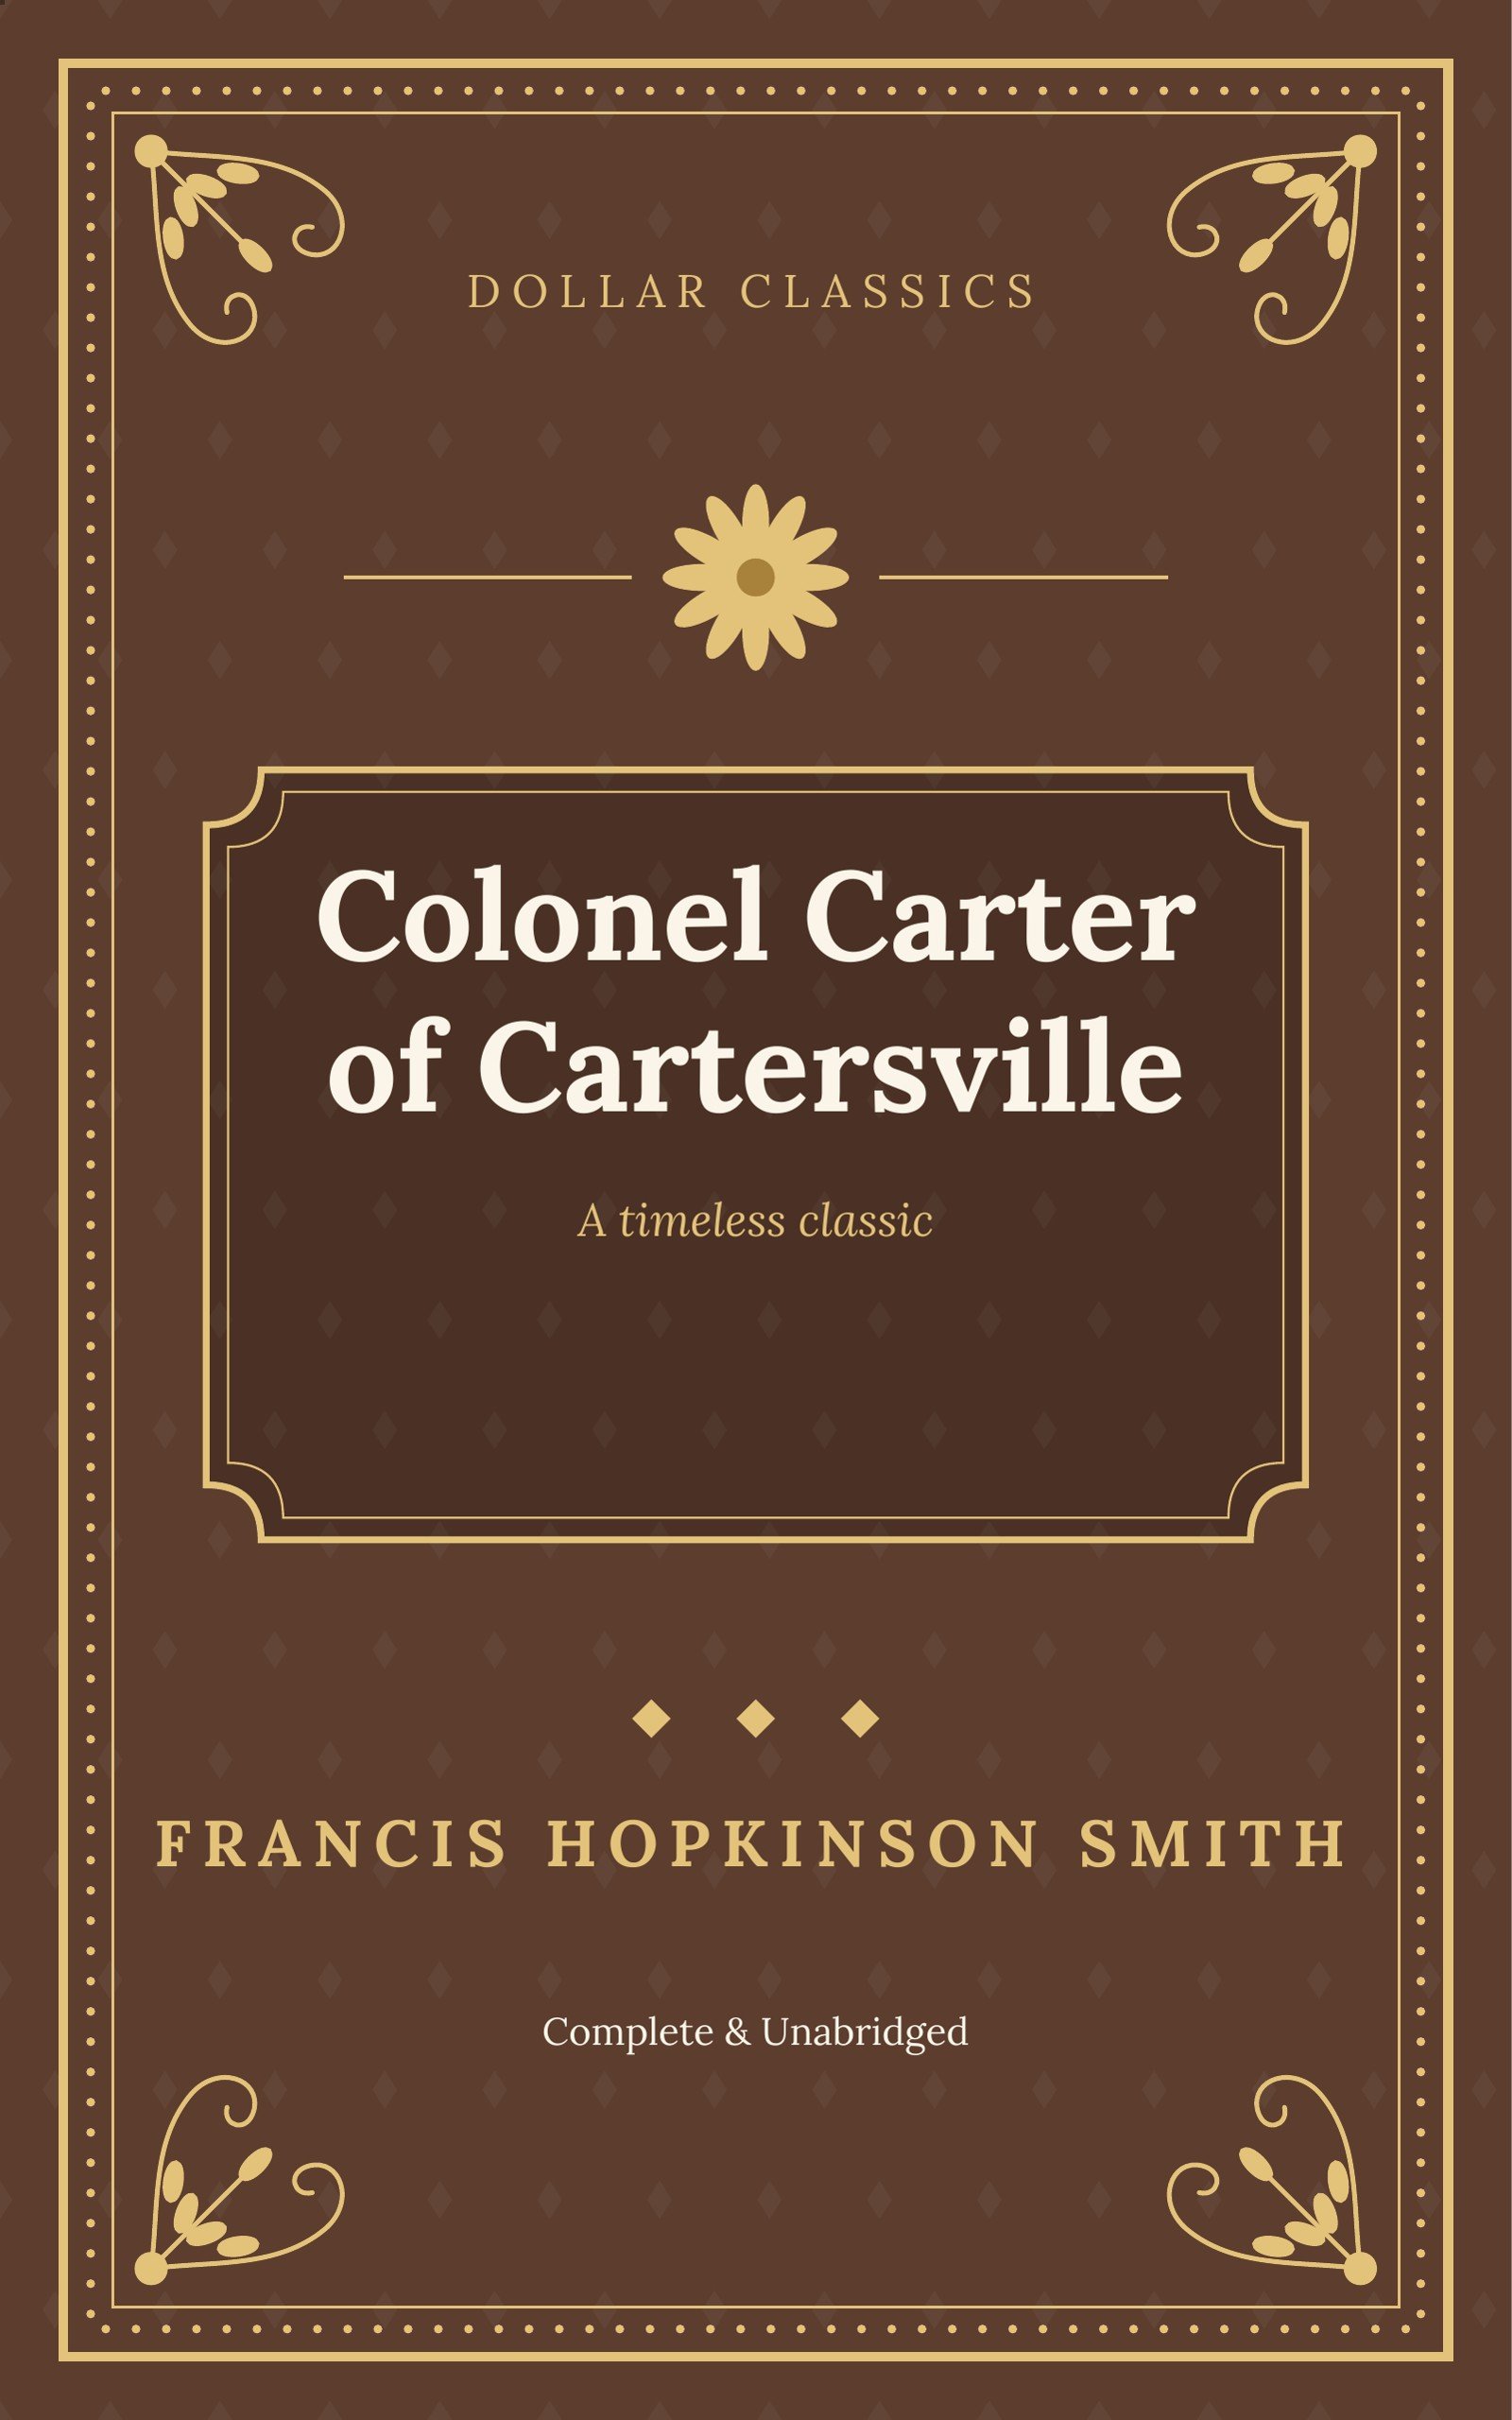 DOLLAR CLASSICS
Colonel Carter
of Cartersville
A timeless classic
FRANCIS HOPKINSON SMITH
Complete & Unabridged